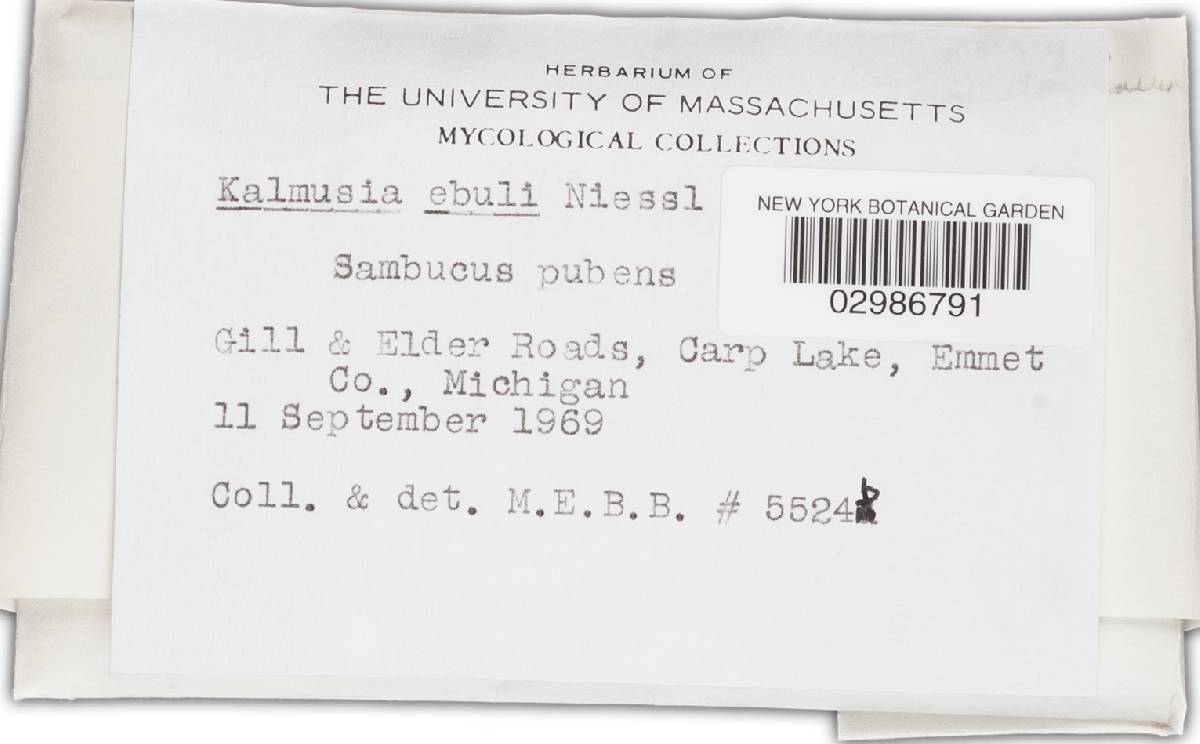 HERBARIUM OF
THE UNIVERSITY OF MASSACHUSETTS
MYCOLOGICAL COLLECTIONS
Kalmusia ebuli Niessl
NEW YORK BOTANICAL GARDEN
02986791
Sambucus pubens
Gill & Elder Roads, Carp Lake, Emmet
Co., Michigan
11 September 1969
Coll. & det. M.E.B.B. # 5524